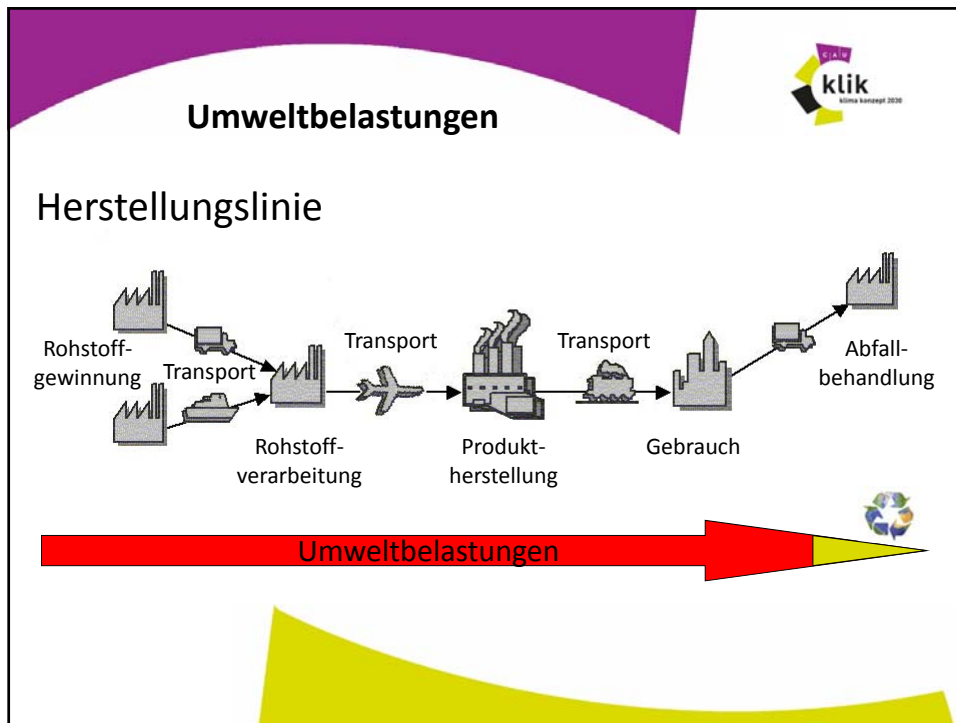 CAU
klik
klima konzept 2030
Umweltbelastungen
Herstellungslinie
Rohstoff-
gewinnung
Transport
Rohstoff-
verarbeitung
Transport
Produkt-
herstellung
Transport
Gebrauch
Abfall-
behandlung
Umweltbelastungen